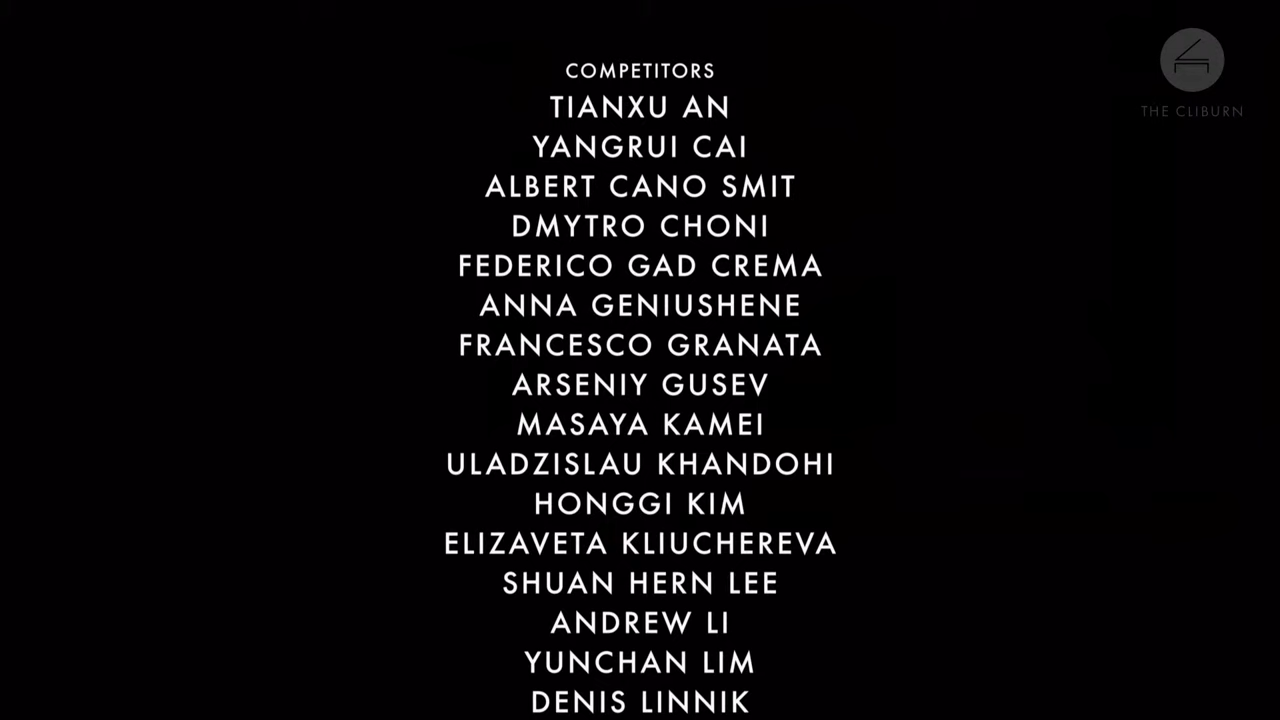 COMPETITORS
TIANXU AN
YANGRUI CAI
ALBERT CANO SMIT
DMYTRO CHONI
FEDERICO GAD CREMA
ANNA GENIUSHENE
FRANCESCO GRANATA
ARSENIY GUSEV
MASAYA KAMEI
ULADZISLAU KHANDOHI
HONGGI KIM
ELIZAVETA KLIUCHEREVA
SHUAN HERN LEE
ANDREW LI
YUNCHAN LIM
DENIS LINNIK
THE CLIBURN